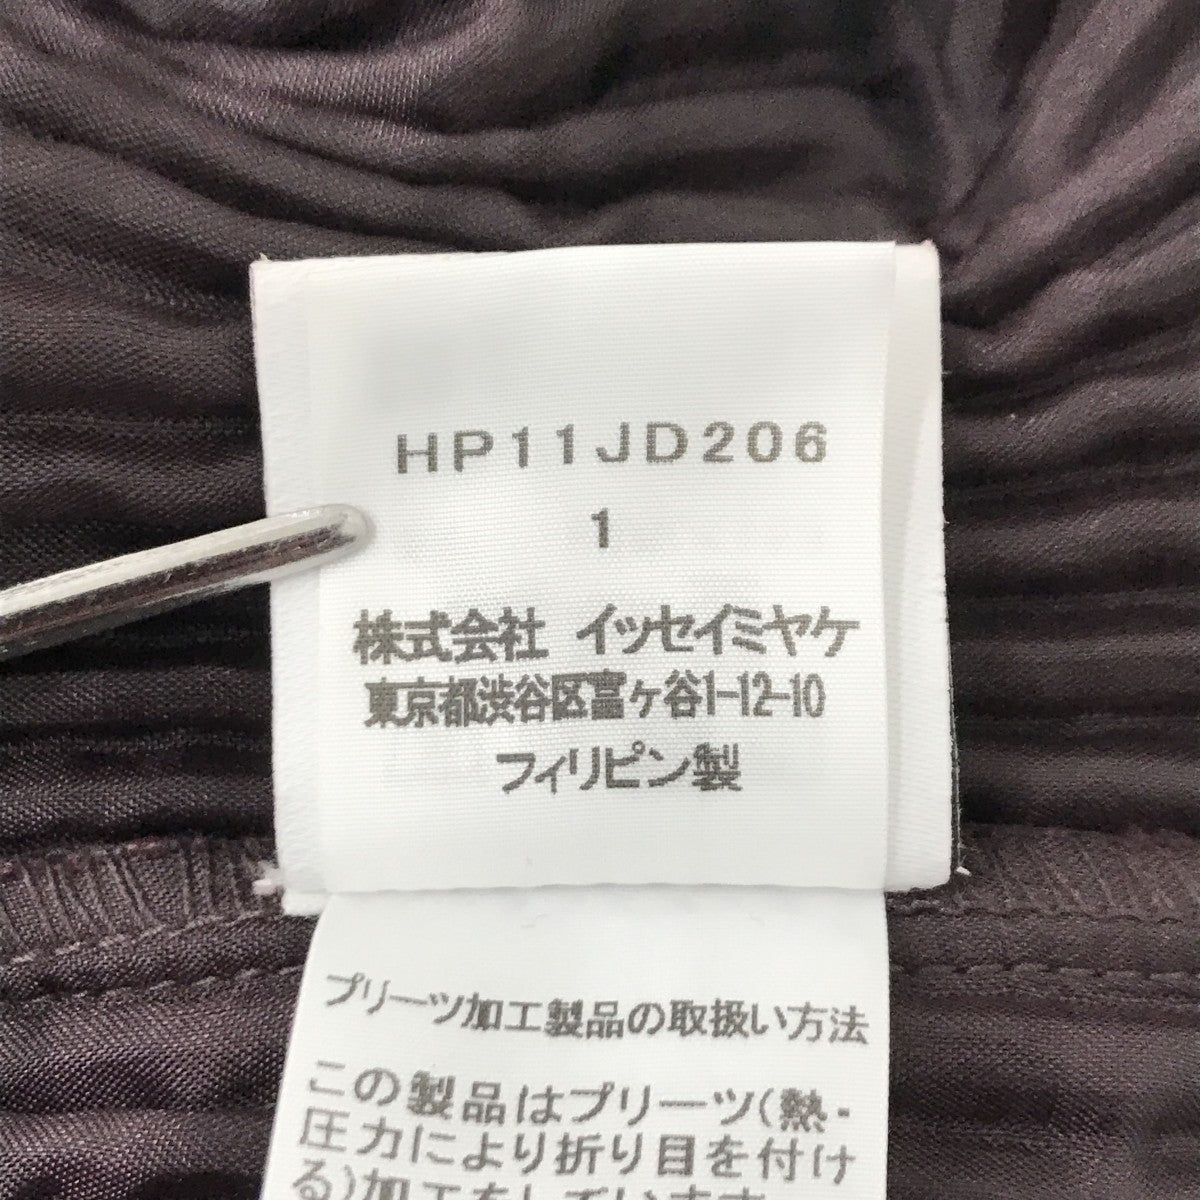 HP11JD206
1
株式会社 イッセイミヤケ
東京都渋谷区富ヶ谷1-12-10
フィリピン製
プリーツ加工製品の取扱い方法
この製品はプリーツ(熱・
圧力により折り目を付け
る)加工をしています